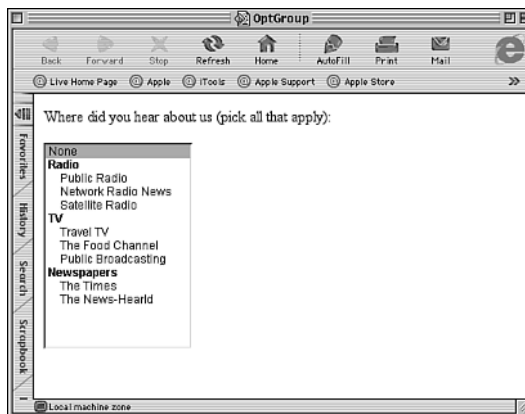 OptGroup
Back Forward Stop Refresh Home AutoFill Print Mail
Live Home Page Apple iTools Apple Support Apple Store
Where did you hear about us (pick all that apply):
None
Radio
Public Radio
Network Radio News
Satellite Radio
TV
Travel TV
The Food Channel
Public Broadcasting
Newspapers
The Times
The News-Hearld
Favorites
History
Search
Scrapbook
Local machine zone